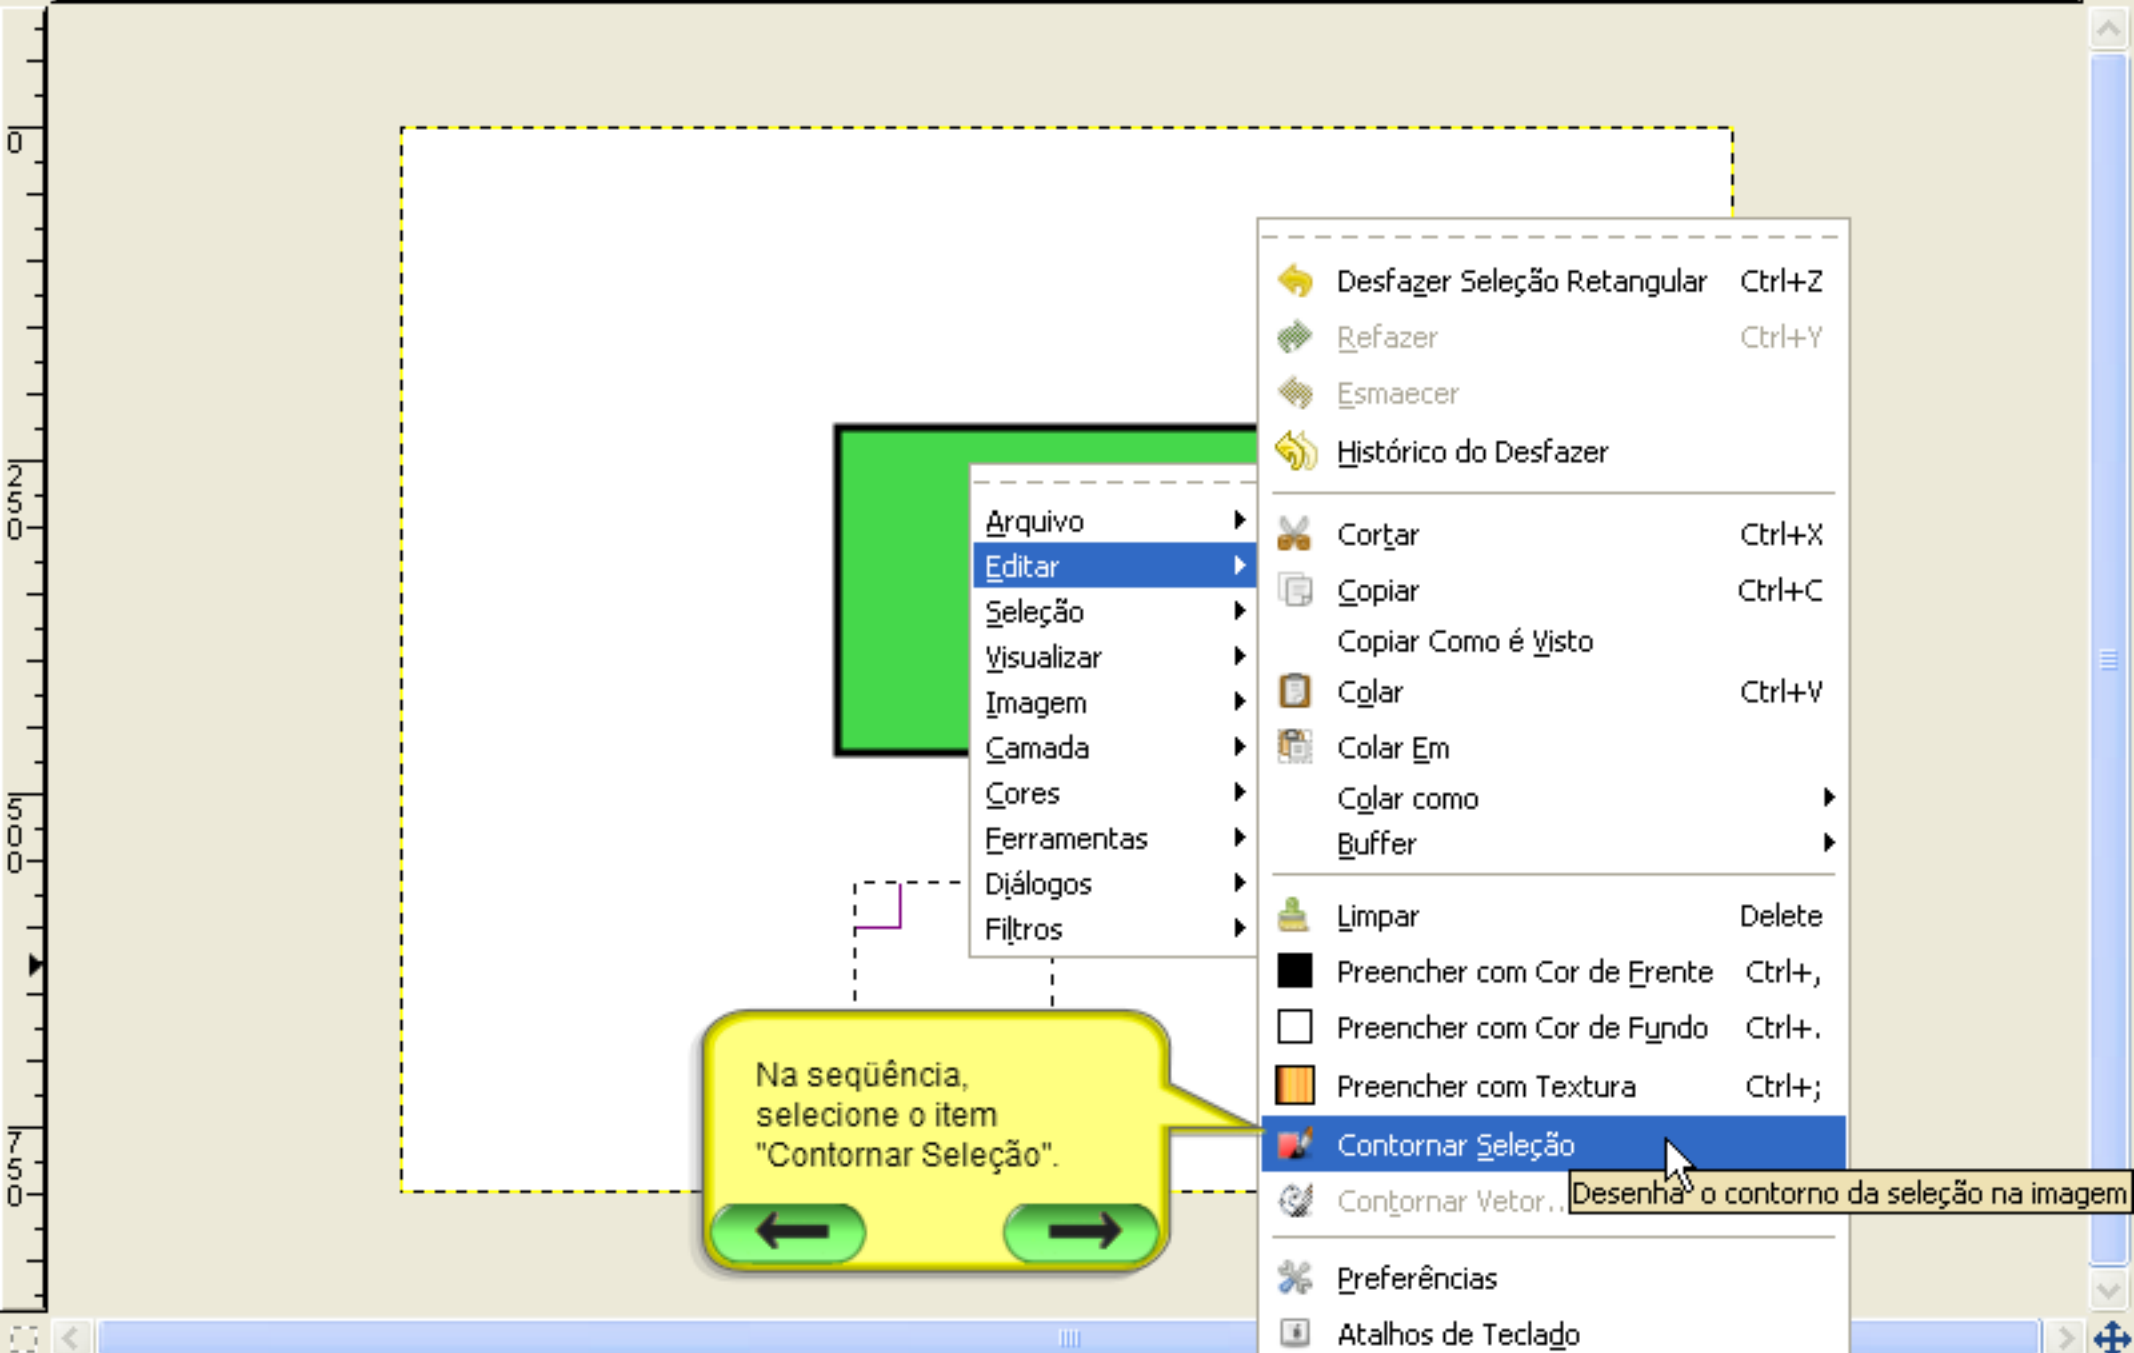 0
250
500
750
Desfazer Seleção Retangular Ctrl+Z
Refazer Ctrl+Y
Esmaecer
Histórico do Desfazer
Cortar Ctrl+X
Copiar Ctrl+C
Copiar Como é Visto
Colar Ctrl+V
Colar Em
Colar como
Buffer
Limpar Delete
Preencher com Cor de Frente Ctrl+,
Preencher com Cor de Fundo Ctrl+.
Preencher com Textura Ctrl+;
Contornar Seleção
Contornar Vetor..
Desenha o contorno da seleção na imagem
Preferências
Atalhos de Teclado
Arquivo
Editar
Seleção
Visualizar
Imagem
Camada
Cores
Ferramentas
Diálogos
Filtros
Na seqüência,
selecione o item
"Contornar Seleção".